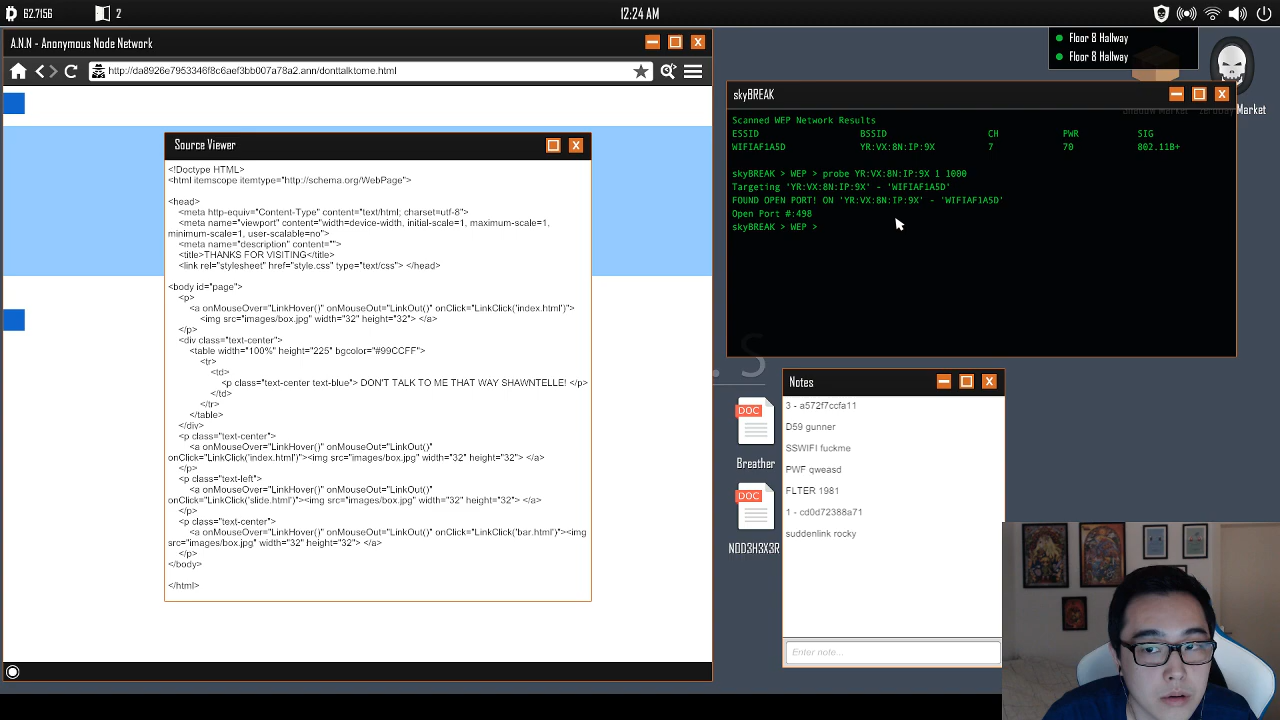 62.7156
2
12:24 AM
A.N.N - Anonymous Node Network
http://da8926e7953346f8c6aef3bb007a78a2.ann/donttalktome.html
Floor 8 Hallway
Floor 8 Hallway
Market
Source Viewer
<!Doctype HTML>
<html itemscope itemtype="http://schema.org/WebPage">
<head>
<meta http-equiv="Content-Type" content="text/html; charset=utf-8">
<meta name="viewport" content="width=device-width, initial-scale=1, maximum-scale=1,
minimum-scale=1, user-scalable=no">
<meta name="description" content="">
<title>THANKS FOR VISITING</title>
<link rel="stylesheet" href="style.css" type="text/css"> </head>
<body id="page">
<p>
<a onMouseOver="LinkHover()" onMouseOut="LinkOut()" onClick="LinkClick('index.html')">
<img src="images/box.jpg" width="32" height="32"> </a>
</p>
<div class="text-center">
<table width="100%" height="225" bgcolor="#99CCFF">
<tr>
<td>
<p class="text-center text-blue"> DON'T TALK TO ME THAT WAY SHAWNTELLE! </p>
</td>
</tr>
</table>
</div>
<p class="text-center">
<a onMouseOver="LinkHover()" onMouseOut="LinkOut()"
onClick="LinkClick('index.html')"><img src="images/box.jpg" width="32" height="32"> </a>
</p>
<p class="text-left">
<a onMouseOver="LinkHover()" onMouseOut="LinkOut()"
onClick="LinkClick('slide.html')"><img src="images/box.jpg" width="32" height="32"> </a>
</p>
<p class="text-center">
<a onMouseOver="LinkHover()" onMouseOut="LinkOut()" onClick="LinkClick('bar.html')"><img
src="images/box.jpg" width="32" height="32"> </a>
</p>
</body>
</html>
skyBREAK
Scanned WEP Network Results
ESSID BSSID CH PWR SIG
WIFIAF1A5D YR:VX:8N:IP:9X 7 70 802.11B+
skyBREAK > WEP > probe YR:VX:8N:IP:9X 1 1000
Targeting 'YR:VX:8N:IP:9X' - 'WIFIAF1A5D'
FOUND OPEN PORT! ON 'YR:VX:8N:IP:9X' - 'WIFIAF1A5D'
Open Port #:498
skyBREAK > WEP >
. S
DOC
Breather
DOC
N0D3H3X3R
Notes
3 - a572f7ccfa11
D59 gunner
SSWIFI fuckme
PWF qweasd
FLTER 1981
1 - cd0d72388a71
suddenlink rocky
Enter note...